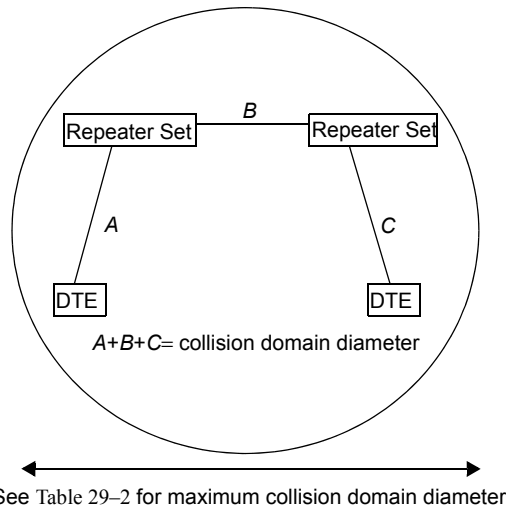 B
Repeater Set
Repeater Set
A
C
DTE
DTE
A+B+C= collision domain diameter
See Table 29–2 for maximum collision domain diameter